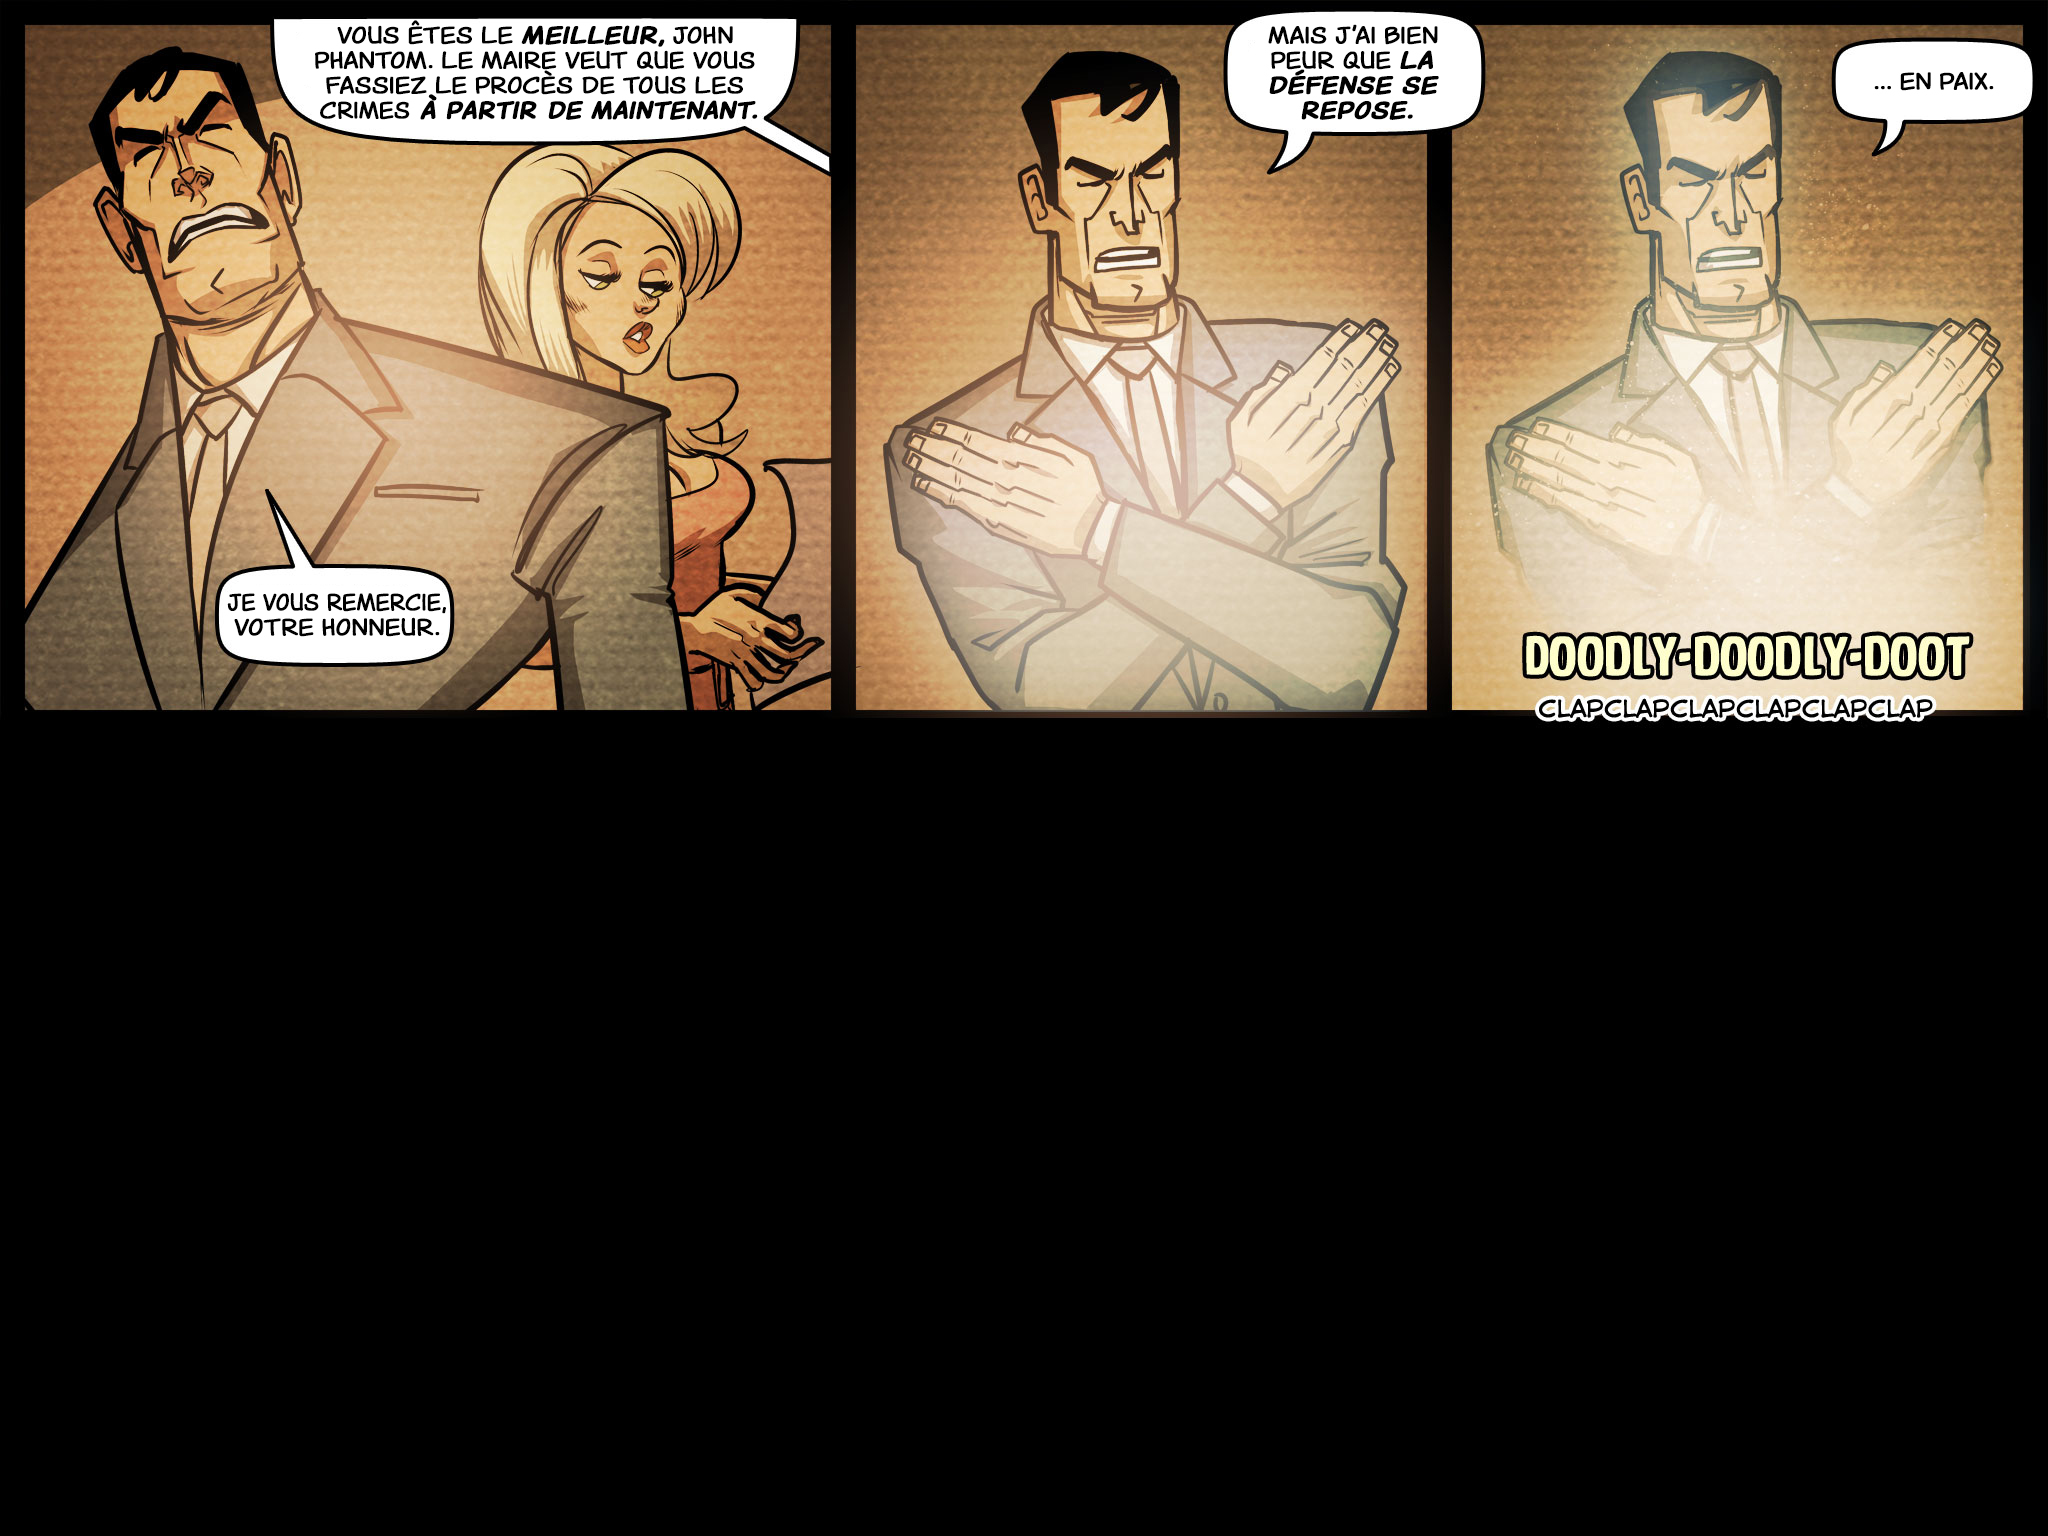 VOUS ÊTES LE MEILLEUR, JOHN
PHANTOM. LE MAIRE VEUT QUE VOUS
FASSIEZ LE PROCÈS DE TOUS LES
CRIMES À PARTIR DE MAINTENANT.
JE VOUS REMERCIE,
VOTRE HONNEUR.
MAIS J'AI BIEN
PEUR QUE LA
DÉFENSE SE
REPOSE.
... EN PAIX.
DOODLY-DOODLY-DOOT
CLAPCLAPCLAPCLAPCLAPCLAP